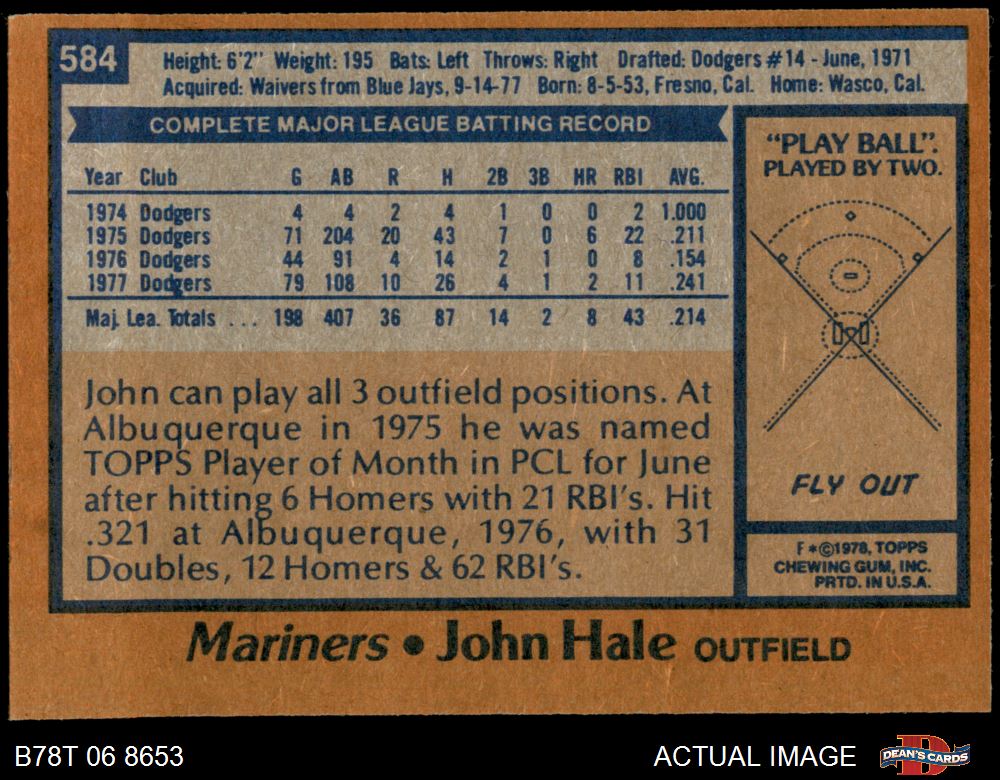 584
Height: 6'2" Weight: 195 Bats: Left Throws: Right Drafted: Dodgers #14 - June, 1971
Acquired: Waivers from Blue Jays, 9-14-77 Born: 8-5-53, Fresno, Cal. Home: Wasco, Cal.
COMPLETE MAJOR LEAGUE BATTING RECORD
Year Club G AB R H 2B 3B HR RBI AVG.
1974 Dodgers 4 4 2 4 1 0 0 2 1.000
1975 Dodgers 71 204 20 43 7 0 6 22 .211
1976 Dodgers 44 91 4 14 2 1 0 8 .154
1977 Dodgers 79 108 10 26 4 1 2 11 .241
Maj. Lea. Totals ... 198 407 36 87 14 2 8 43 .214
John can play all 3 outfield positions. At
Albuquerque in 1975 he was named
TOPPS Player of Month in PCL for June
after hitting 6 Homers with 21 RBI's. Hit
.321 at Albuquerque, 1976, with 31
Doubles, 12 Homers & 62 RBI's.
"PLAY BALL".
PLAYED BY TWO.
FLY OUT
F*©1978, TOPPS
CHEWING GUM, INC.
PRTD. IN U.S.A.
Mariners • John Hale OUTFIELD
B78T 06 8653
ACTUAL IMAGE
D
DEAN'S CARDS